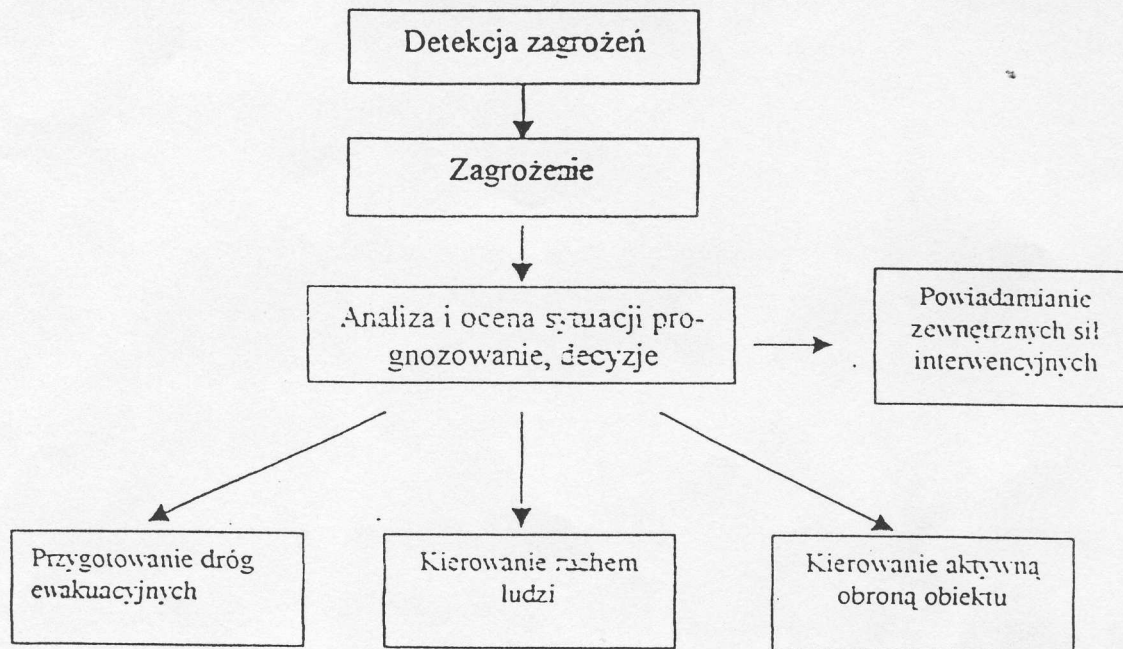 Detekcja zagrożeń
Zagrożenie
Analiza i ocena sytuacji pro-
gnozowanie, decyzje
Powiadamianie
zewnętrznych sił
interwencyjnych
Przygotowanie dróg
ewakuacyjnych
Kierowanie ruchem
ludzi
Kierowanie aktywną
obroną obiektu